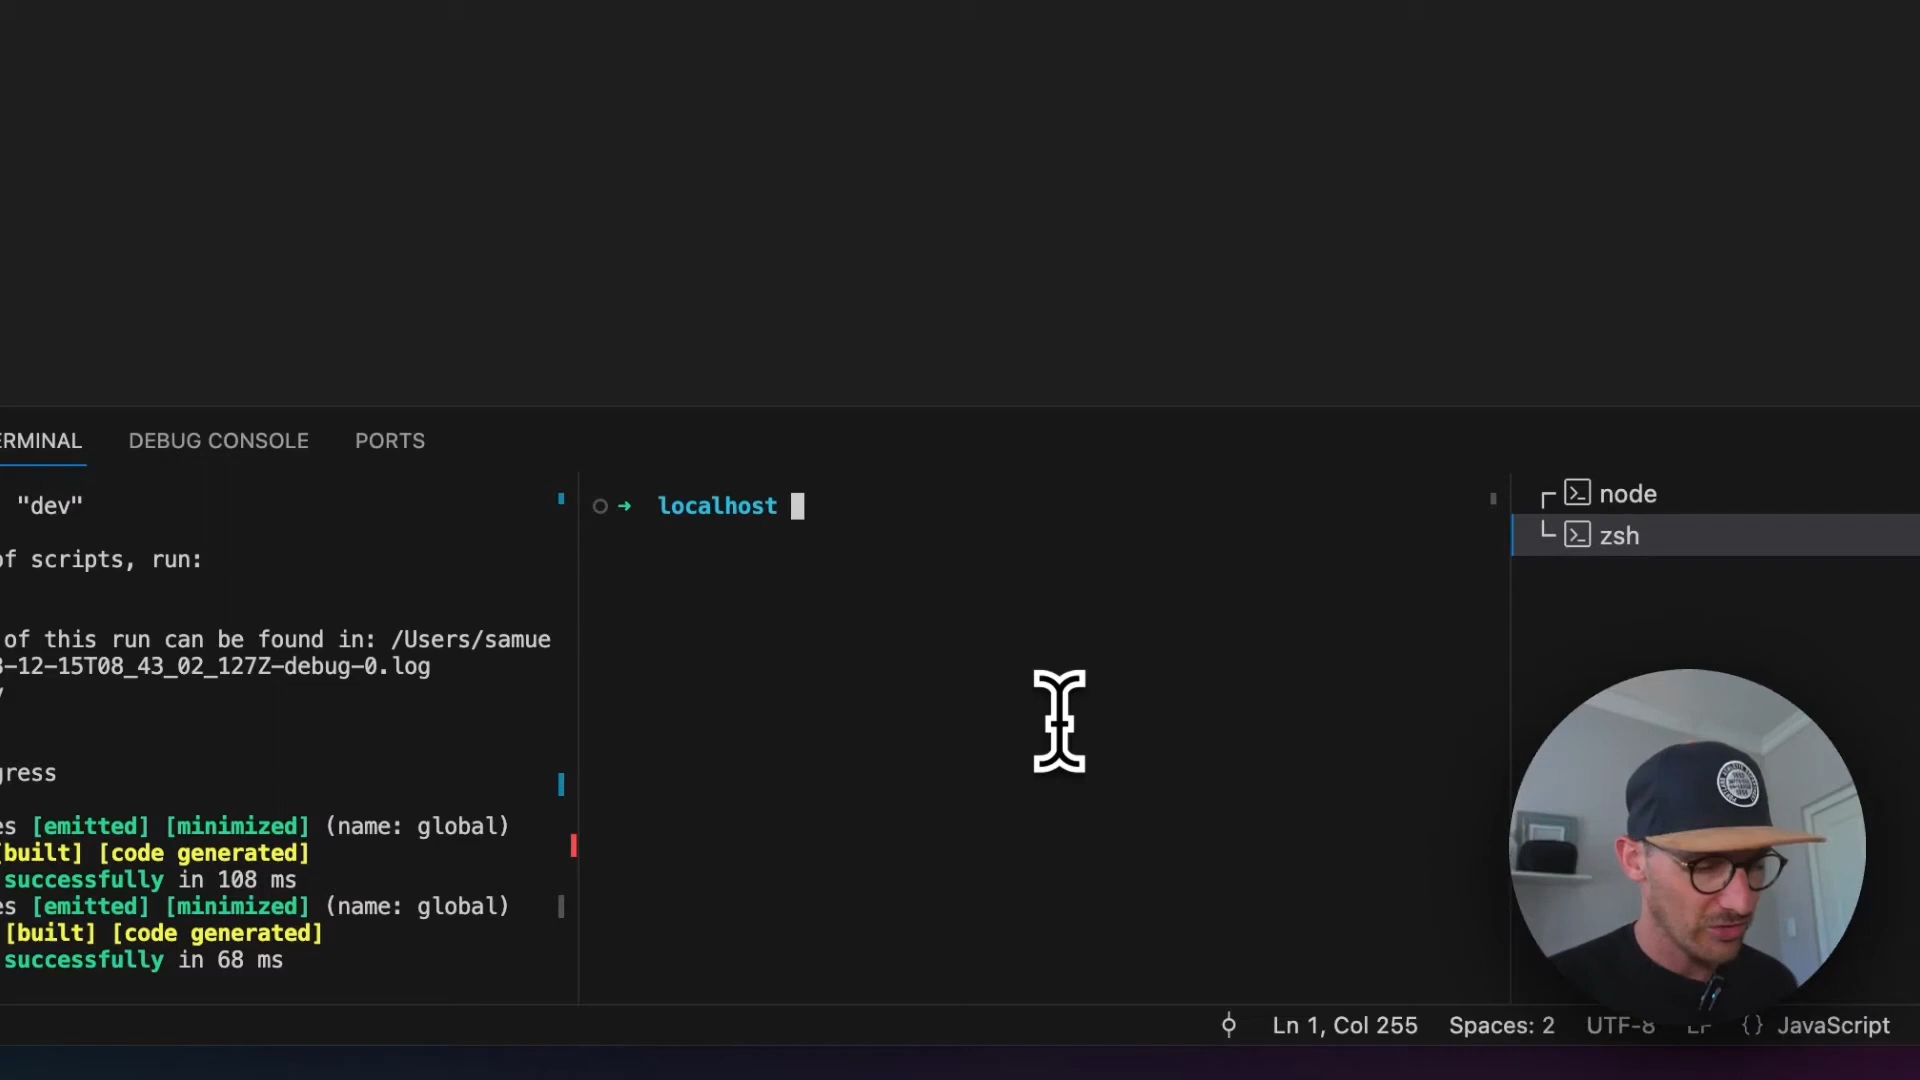 ERMINAL DEBUG CONSOLE PORTS
"dev"
of scripts, run:
of this run can be found in: /Users/samue
-12-15T08_43_02_127Z-debug-0.log
gress
es [emitted] [minimized] (name: global)
[built] [code generated]
successfully in 108 ms
es [emitted] [minimized] (name: global)
[built] [code generated]
successfully in 68 ms
➜ localhost
node
zsh
Ln 1, Col 255 Spaces: 2 UTF-8 LF {} JavaScript